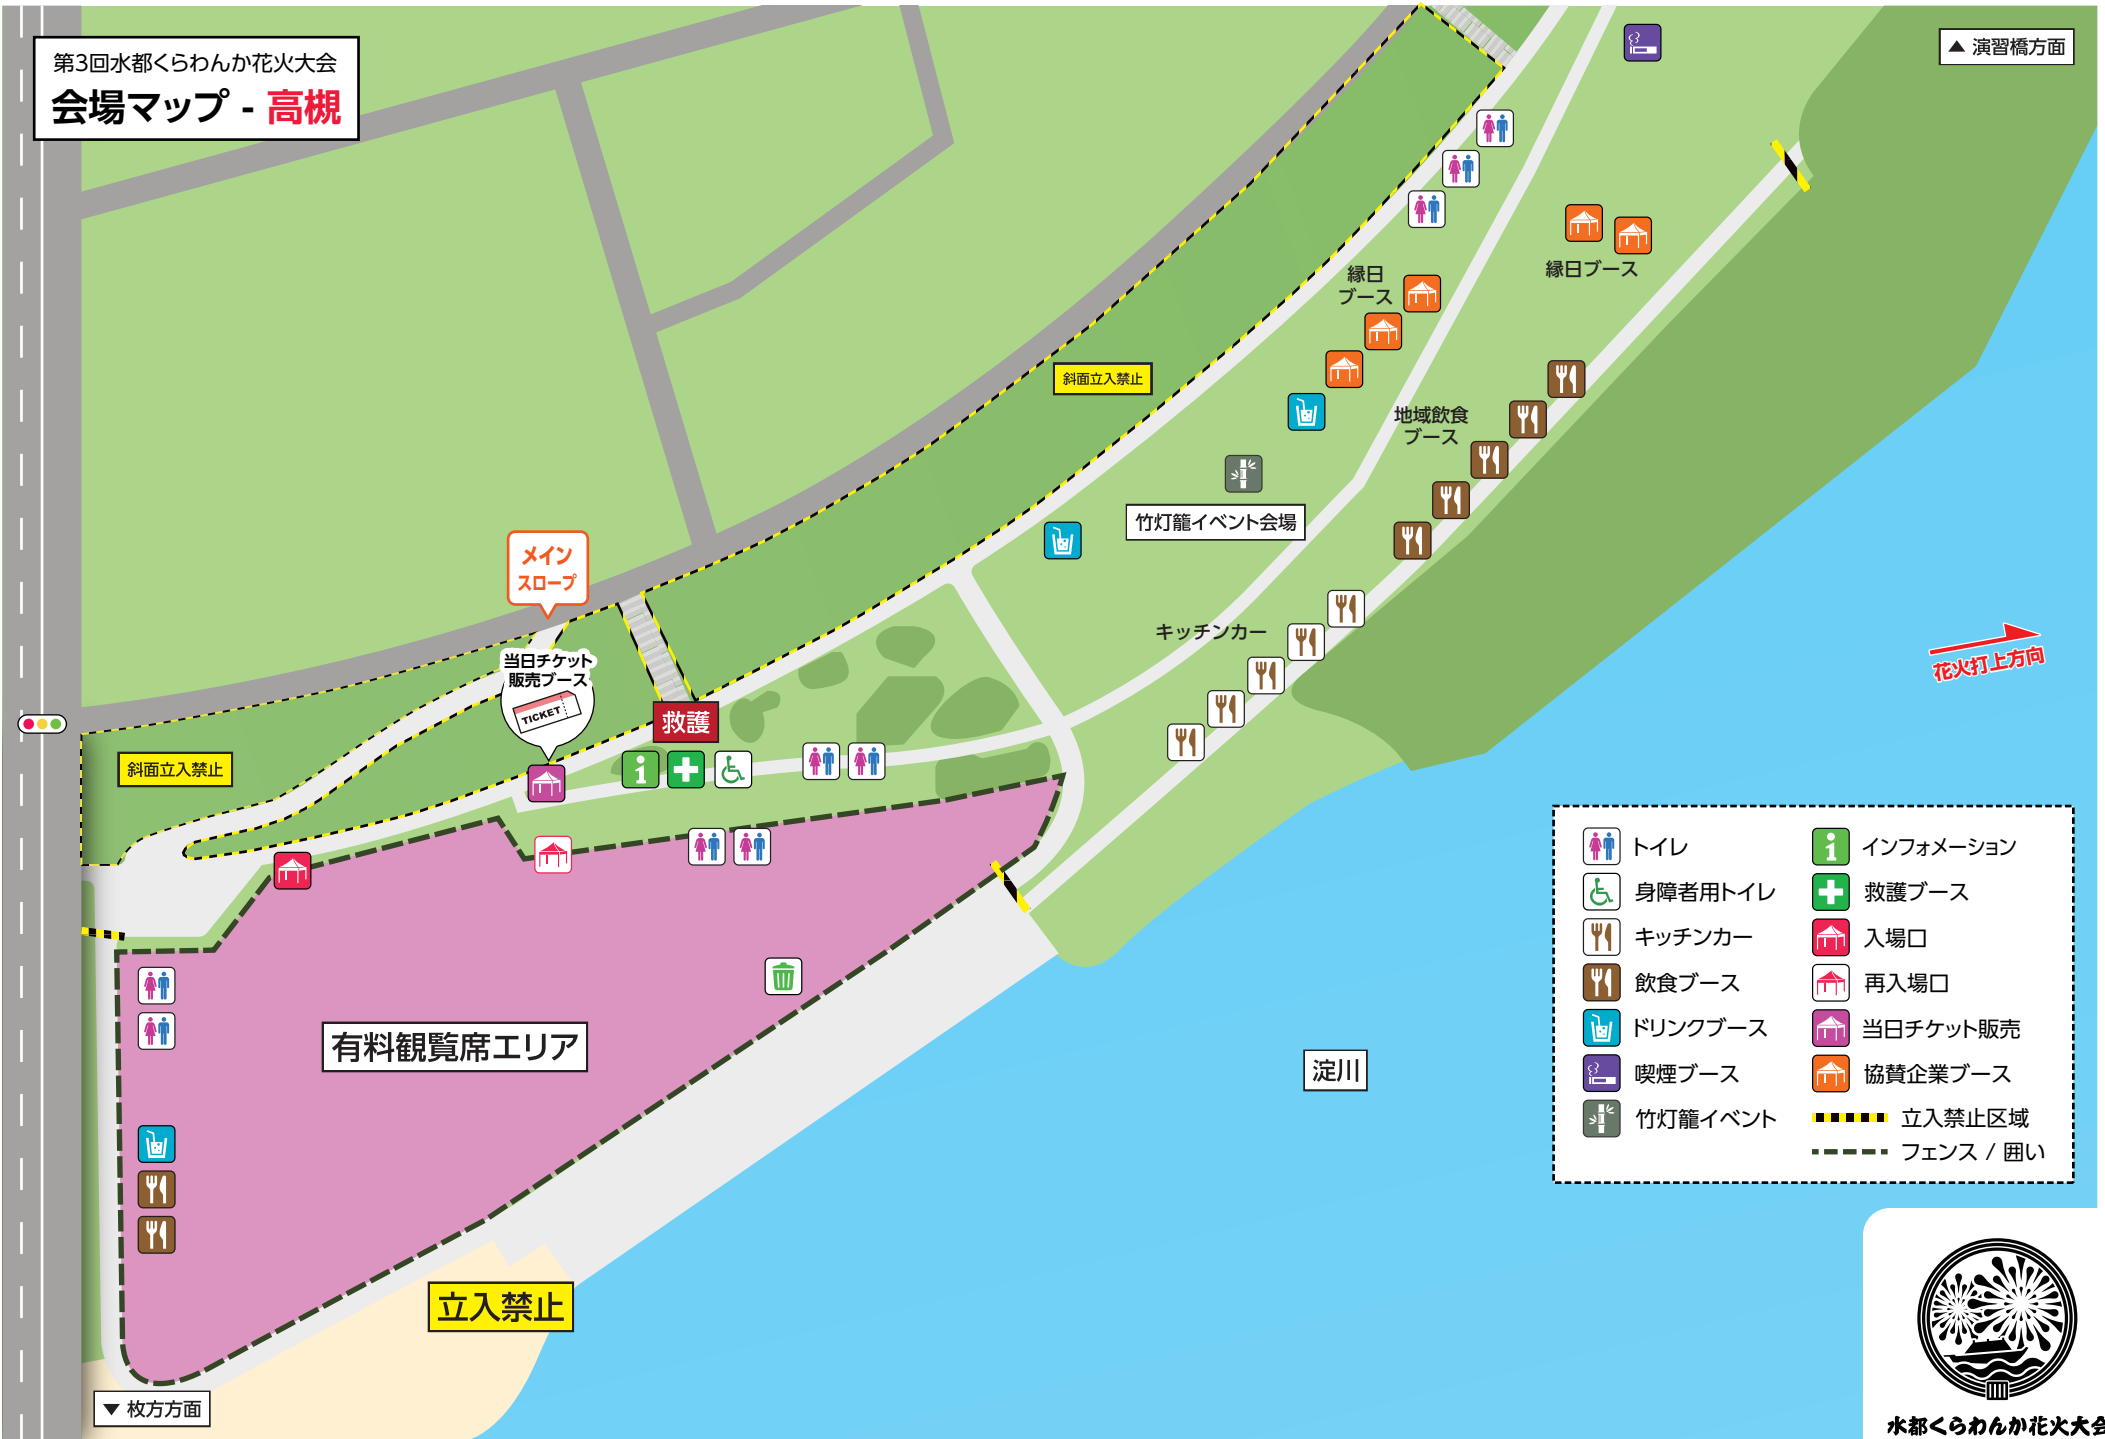 第3回水都くらわんか花火大会
会場マップ - 高槻
▲ 演習橋方面
縁日
ブース
縁日ブース
斜面立入禁止
地域飲食
ブース
竹灯籠イベント会場
メイン
スロープ
キッチンカー
花火打上方向
当日チケット
販売ブース
TICKET
救護
斜面立入禁止
有料観覧席エリア
淀川
立入禁止
▼ 枚方方面
トイレ
身障者用トイレ
キッチンカー
飲食ブース
ドリンクブース
喫煙ブース
竹灯籠イベント
インフォメーション
救護ブース
入場口
再入場口
当日チケット販売
協賛企業ブース
立入禁止区域
フェンス / 囲い
水都くらわんか花火大会